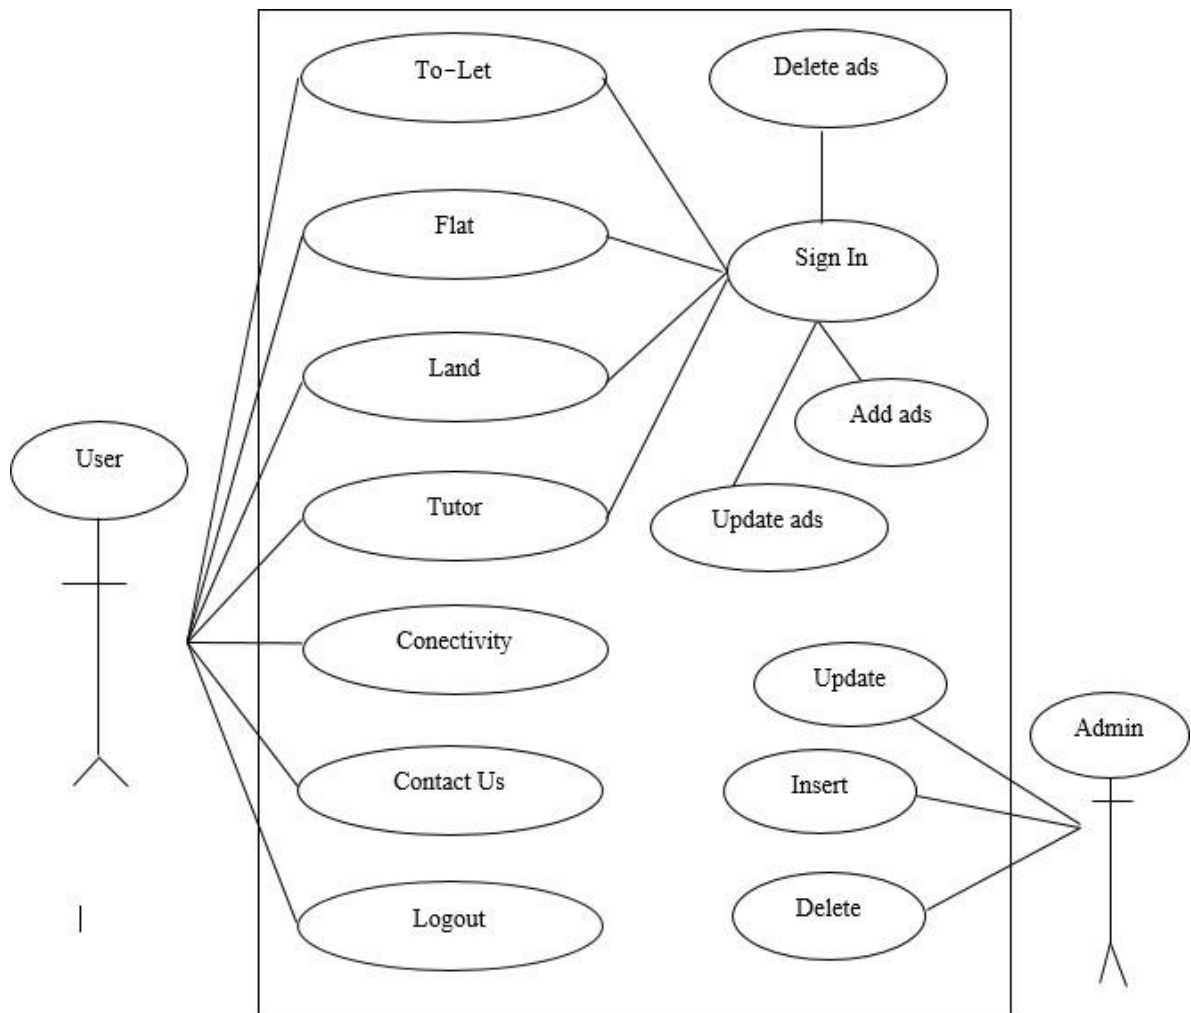 To-Let
Delete ads
Flat
Sign In
Land
Add ads
User
Tutor
Update ads
Conectivity
Update
Admin
Contact Us
Insert
Logout
Delete